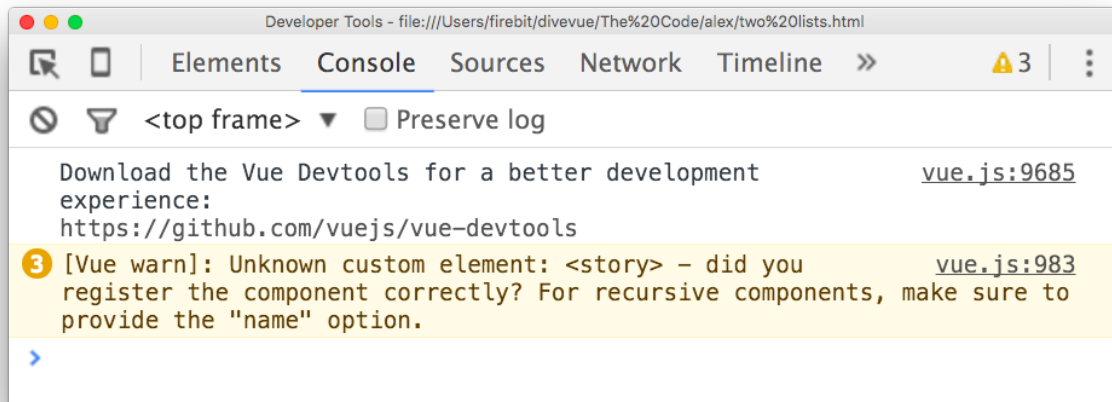 Developer Tools - file:///Users/firebit/divevue/The%20Code/alex/two%20lists.html
Elements Console Sources Network Timeline » 3
<top frame> ▼ Preserve log
Download the Vue Devtools for a better development vue.js:9685
experience:
https://github.com/vuejs/vue-devtools
3 [Vue warn]: Unknown custom element: <story> – did you vue.js:983
register the component correctly? For recursive components, make sure to
provide the "name" option.
>